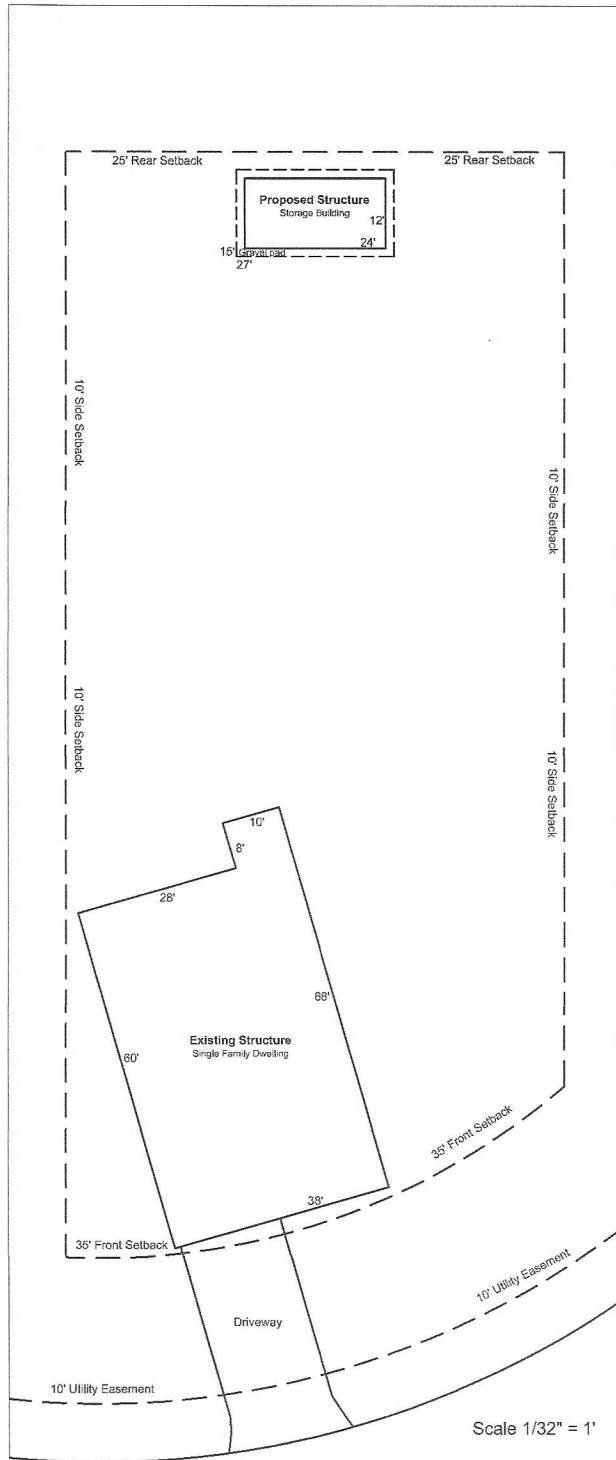 25' Rear Setback
25' Rear Setback
Proposed Structure
Storage Building
12'
24'
15' Gravel pad
27'
10' Side Setback
10' Side Setback
10' Side Setback
10' Side Setback
10'
8'
28'
68'
Existing Structure
Single Family Dwelling
60'
35' Front Setback
38'
35' Front Setback
10' Utility Easement
Driveway
10' Utility Easement
Scale 1/32" = 1'